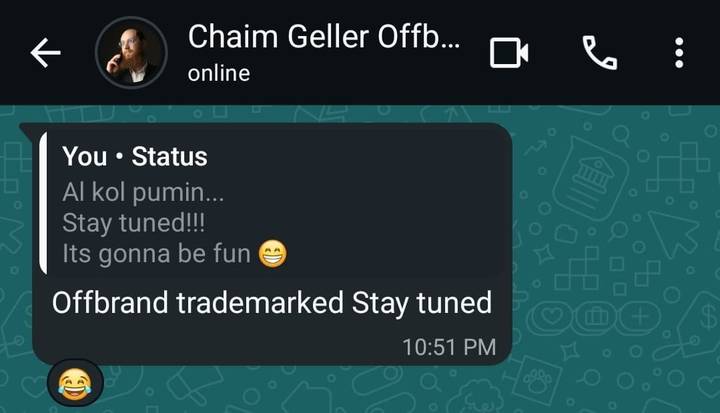 Chaim Geller Offb...
online
You • Status
Al kol pumin...
Stay tuned!!!
Its gonna be fun 😁
Offbrand trademarked Stay tuned
10:51 PM
😂